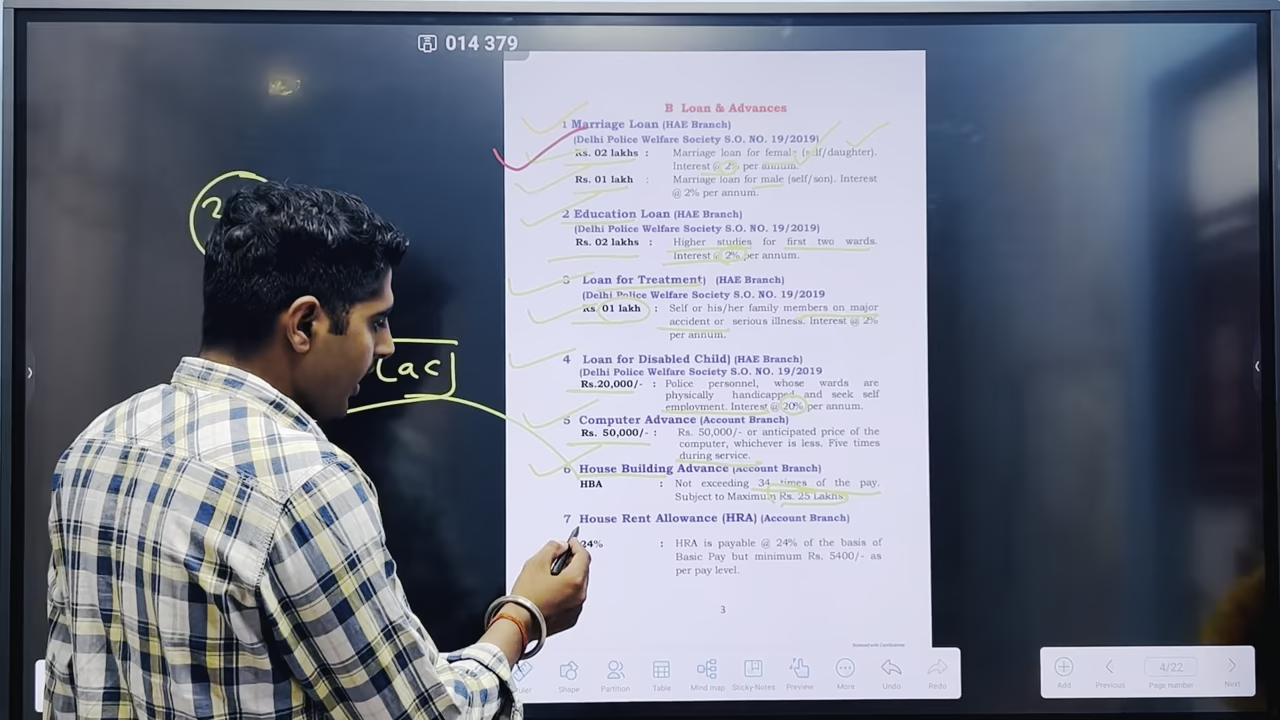 014 379
B Loan & Advances
1 Marriage Loan (HAE Branch)
(Delhi Police Welfare Society S.O. NO. 19/2019)
Rs. 02 lakhs : Marriage loan for female (self/daughter).
Interest @ 2% per annum.
Rs. 01 lakh : Marriage loan for male (self/son). Interest
@ 2% per annum.
2 Education Loan (HAE Branch)
(Delhi Police Welfare Society S.O. NO. 19/2019)
Rs. 02 lakhs : Higher studies for first two wards.
Interest @ 2% per annum.
3 Loan for Treatment) (HAE Branch)
(Delhi Police Welfare Society S.O. NO. 19/2019
Rs. 01 lakh : Self or his/her family members on major
accident or serious illness. Interest @ 2%
per annum.
4 Loan for Disabled Child) (HAE Branch)
(Delhi Police Welfare Society S.O. NO. 19/2019
Rs.20,000/- : Police personnel, whose wards are
physically handicapped and seek self
employment. Interest @ 20% per annum.
5 Computer Advance (Account Branch)
Rs. 50,000/- : Rs. 50,000/- or anticipated price of the
computer, whichever is less. Five times
during service.
6 House Building Advance (Account Branch)
HBA : Not exceeding 34 times of the pay.
Subject to Maximum Rs. 25 Lakhs
7 House Rent Allowance (HRA) (Account Branch)
24% : HRA is payable @ 24% of the basis of
Basic Pay but minimum Rs. 5400/- as
per pay level.
3
2
Lac
Shape Partition Table Mind map Sticky-Notes Preview More Undo Redo
Add Previous 4/22 Next
Page number